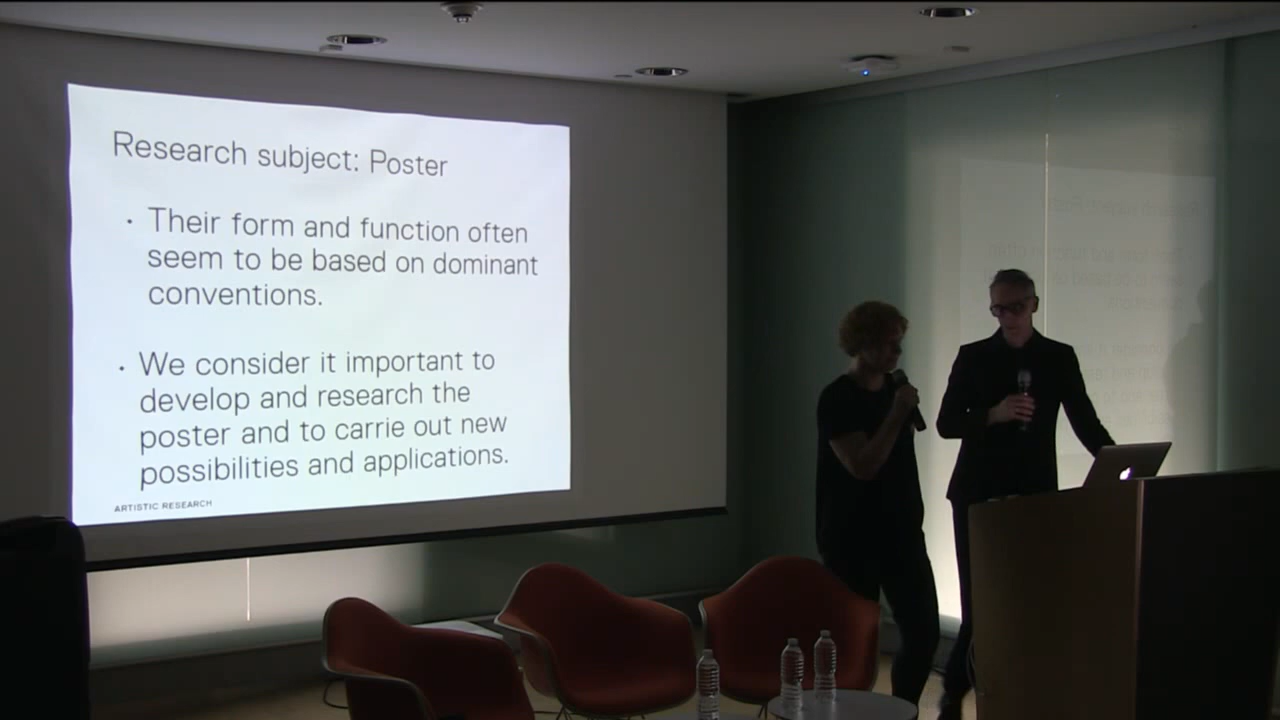 Research subject: Poster
· Their form and function often
seem to be based on dominant
conventions.
· We consider it important to
develop and research the
poster and to carrie out new
possibilities and applications.
ARTISTIC RESEARCH